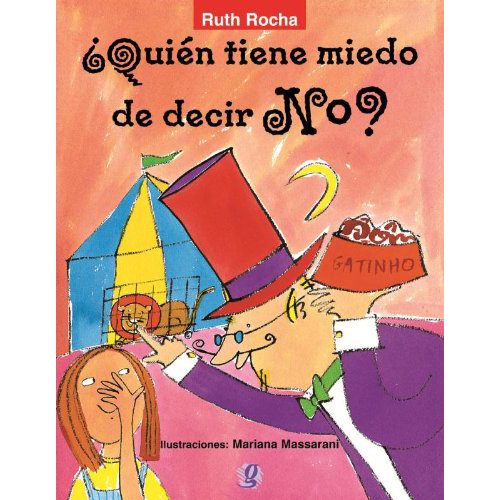 Ruth Rocha
¿Quién tiene miedo
de decir No?
GATINHO
Ilustraciones: Mariana Massarani
g